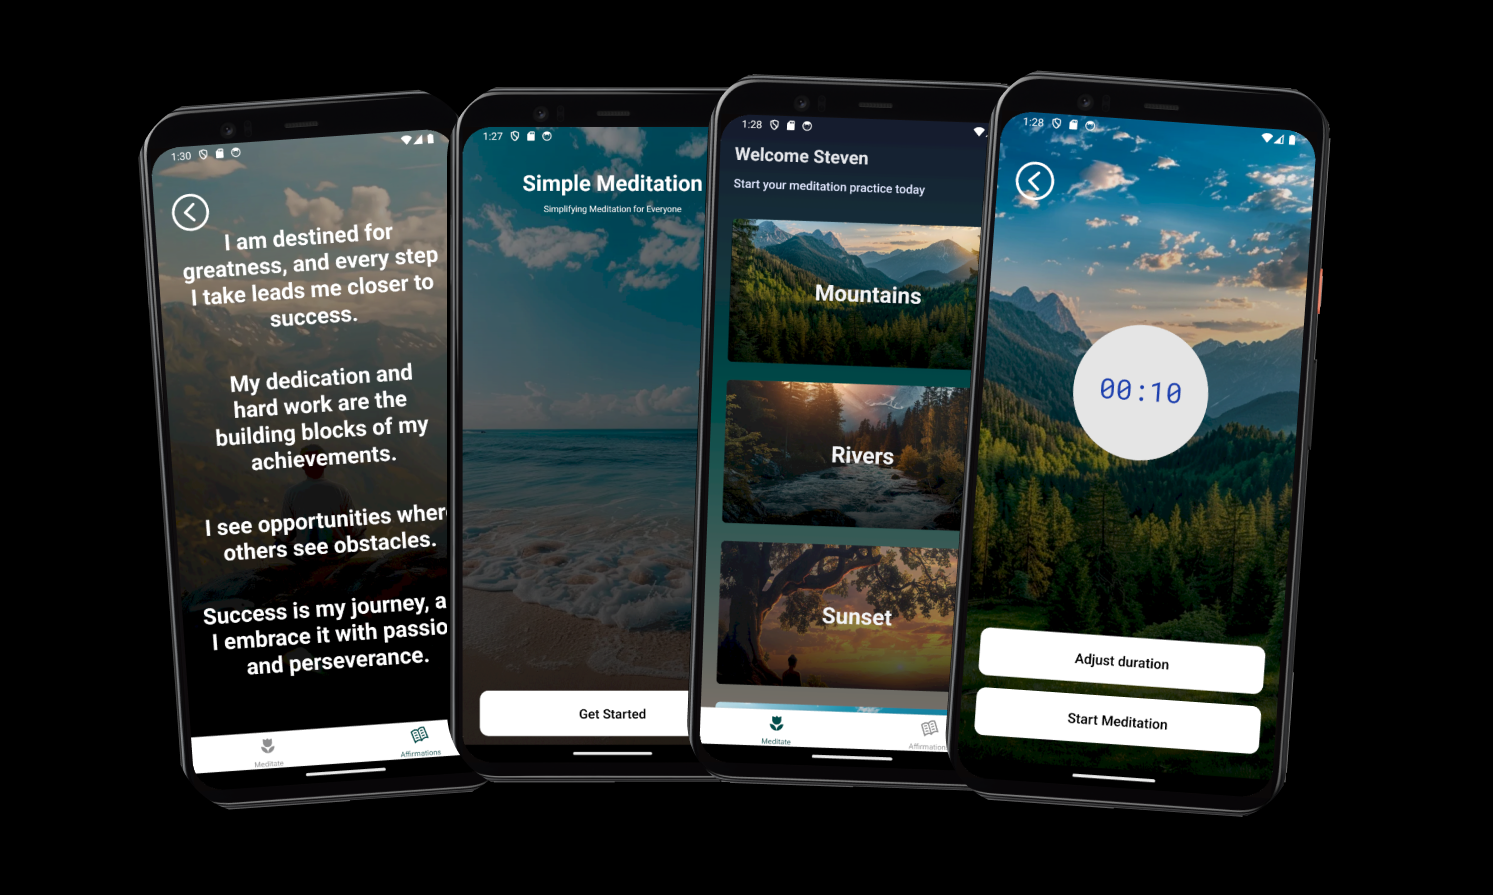 1:30
I am destined for
greatness, and every step
I take leads me closer to
success.
My dedication and
hard work are the
building blocks of my
achievements.
I see opportunities wher
others see obstacles.
Success is my journey, a
I embrace it with passio
and perseverance.
Meditate
Affirmations
1:27
Simple Meditation
Simplifying Meditation for Everyone
Get Started
1:28
Welcome Steven
Start your meditation practice today
Mountains
Rivers
Sunset
Meditate
Affirmation
1:28
00:10
Adjust duration
Start Meditation